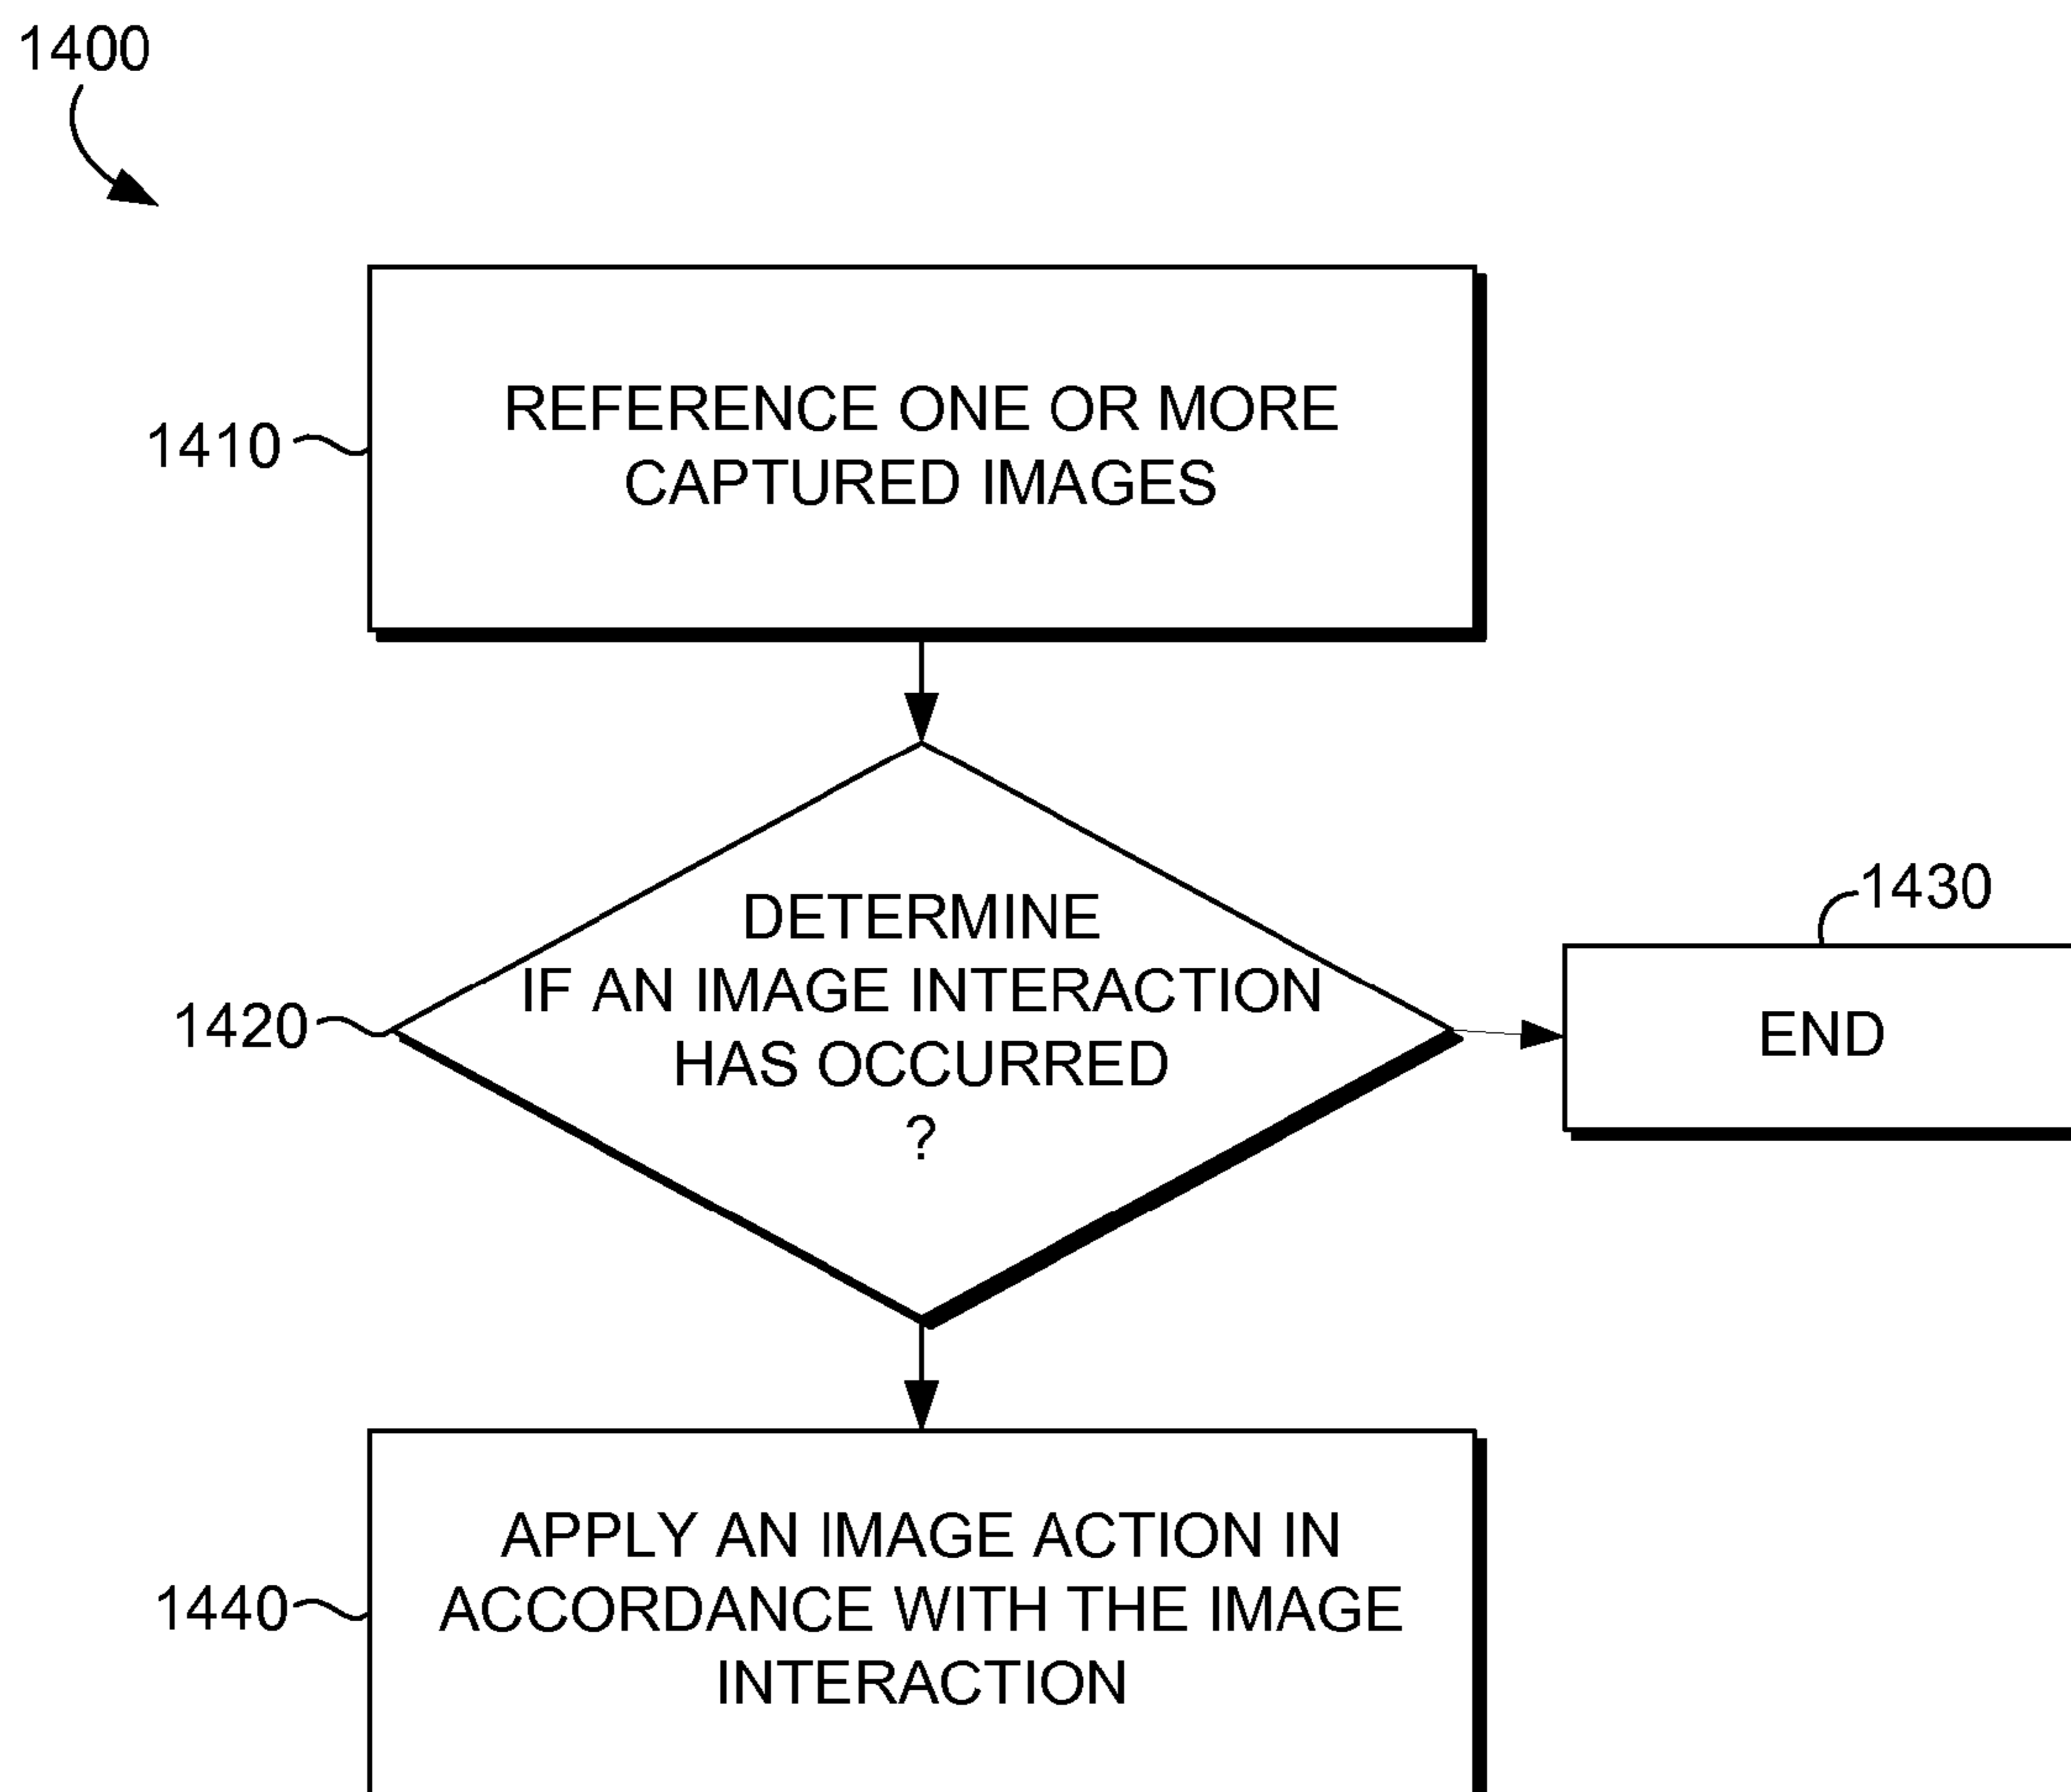 1400
1410
REFERENCE ONE OR MORE
CAPTURED IMAGES
1420
DETERMINE
IF AN IMAGE INTERACTION
HAS OCCURRED
?
1430
END
1440
APPLY AN IMAGE ACTION IN
ACCORDANCE WITH THE IMAGE
INTERACTION